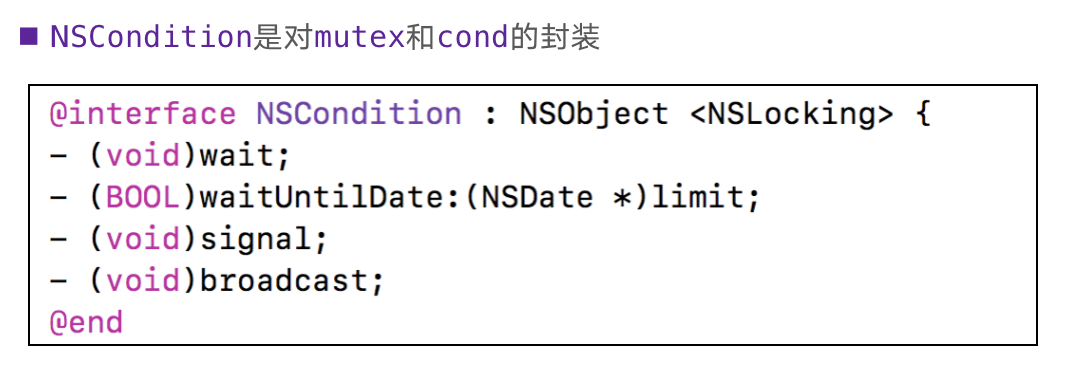 NSCondition是对mutex和cond的封装
@interface NSCondition : NSObject <NSLocking> {
- (void)wait;
- (BOOL)waitUntilDate:(NSDate *)limit;
- (void)signal;
- (void)broadcast;
@end